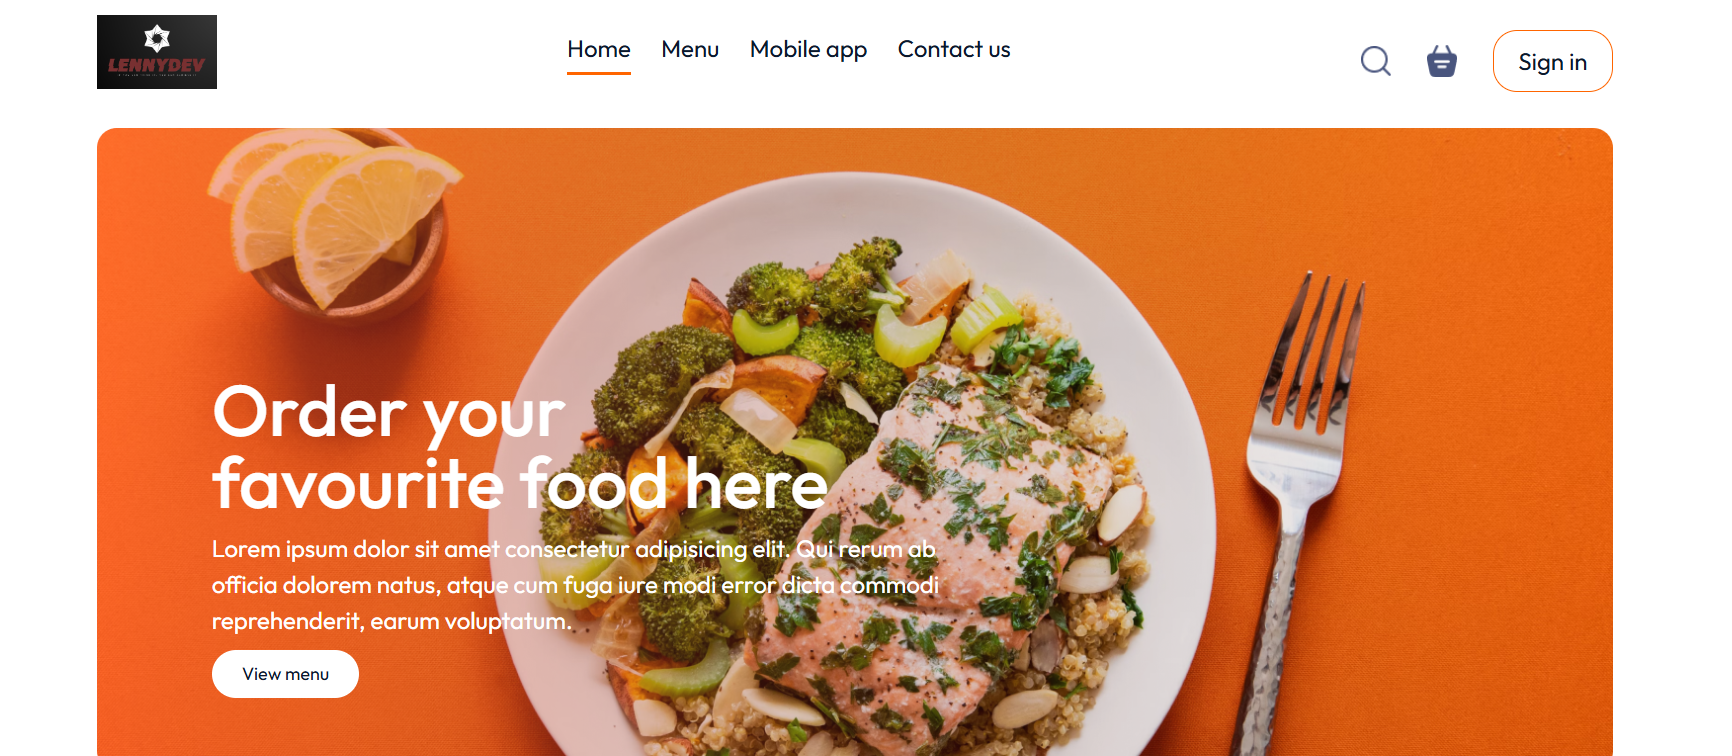 LENNYDEV
Home Menu Mobile app Contact us
Sign in
Order your
favourite food here
Lorem ipsum dolor sit amet consectetur adipisicing elit. Qui rerum ab
officia dolorem natus, atque cum fuga iure modi error dicta commodi
reprehenderit, earum voluptatum.
View menu